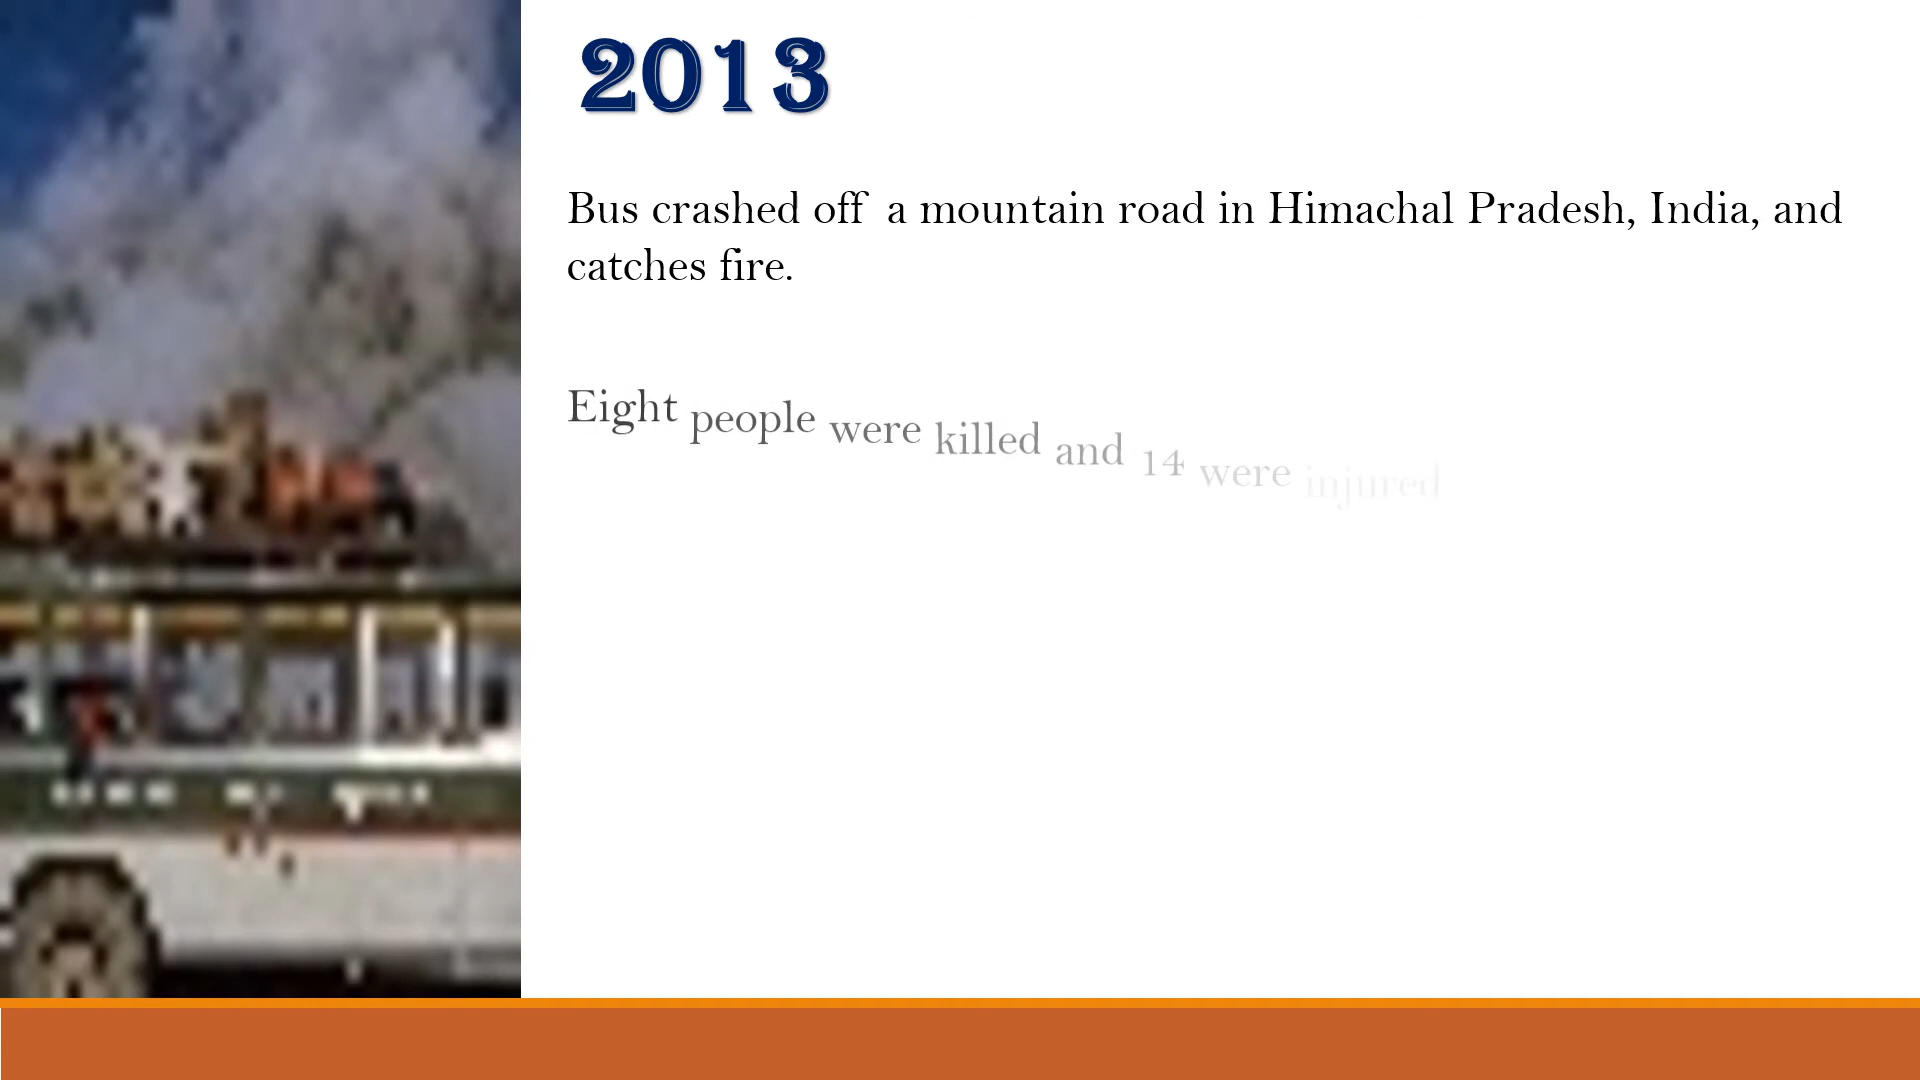 2013
Bus crashed off a mountain road in Himachal Pradesh, India, and
catches fire.
Eight people were killed and 14 were injured